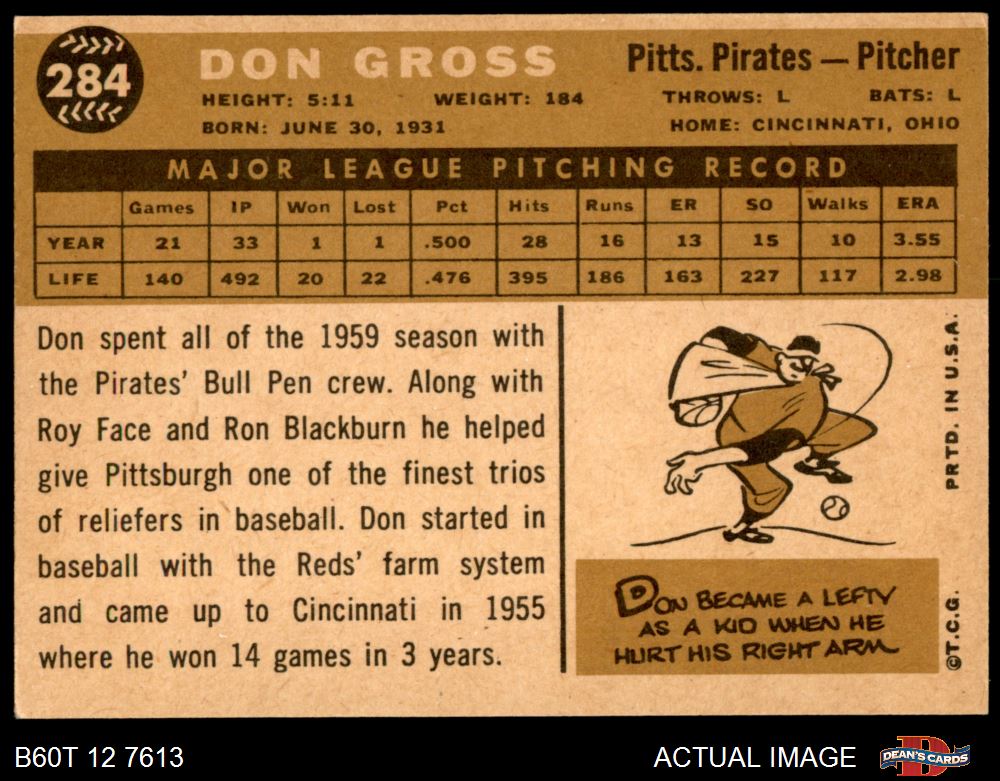 284
DON GROSS
Pitts. Pirates — Pitcher
HEIGHT: 5:11 WEIGHT: 184 THROWS: L BATS: L
BORN: JUNE 30, 1931 HOME: CINCINNATI, OHIO
MAJOR LEAGUE PITCHING RECORD
Games IP Won Lost Pct Hits Runs ER SO Walks ERA
YEAR 21 33 1 1 .500 28 16 13 15 10 3.55
LIFE 140 492 20 22 .476 395 186 163 227 117 2.98
Don spent all of the 1959 season with
the Pirates' Bull Pen crew. Along with
Roy Face and Ron Blackburn he helped
give Pittsburgh one of the finest trios
of reliefers in baseball. Don started in
baseball with the Reds' farm system
and came up to Cincinnati in 1955
where he won 14 games in 3 years.
DON BECAME A LEFTY
AS A KID WHEN HE
HURT HIS RIGHT ARM
©T.C.G. PRTD. IN U.S.A.
B60T 12 7613
ACTUAL IMAGE
D
DEAN'S CARDS